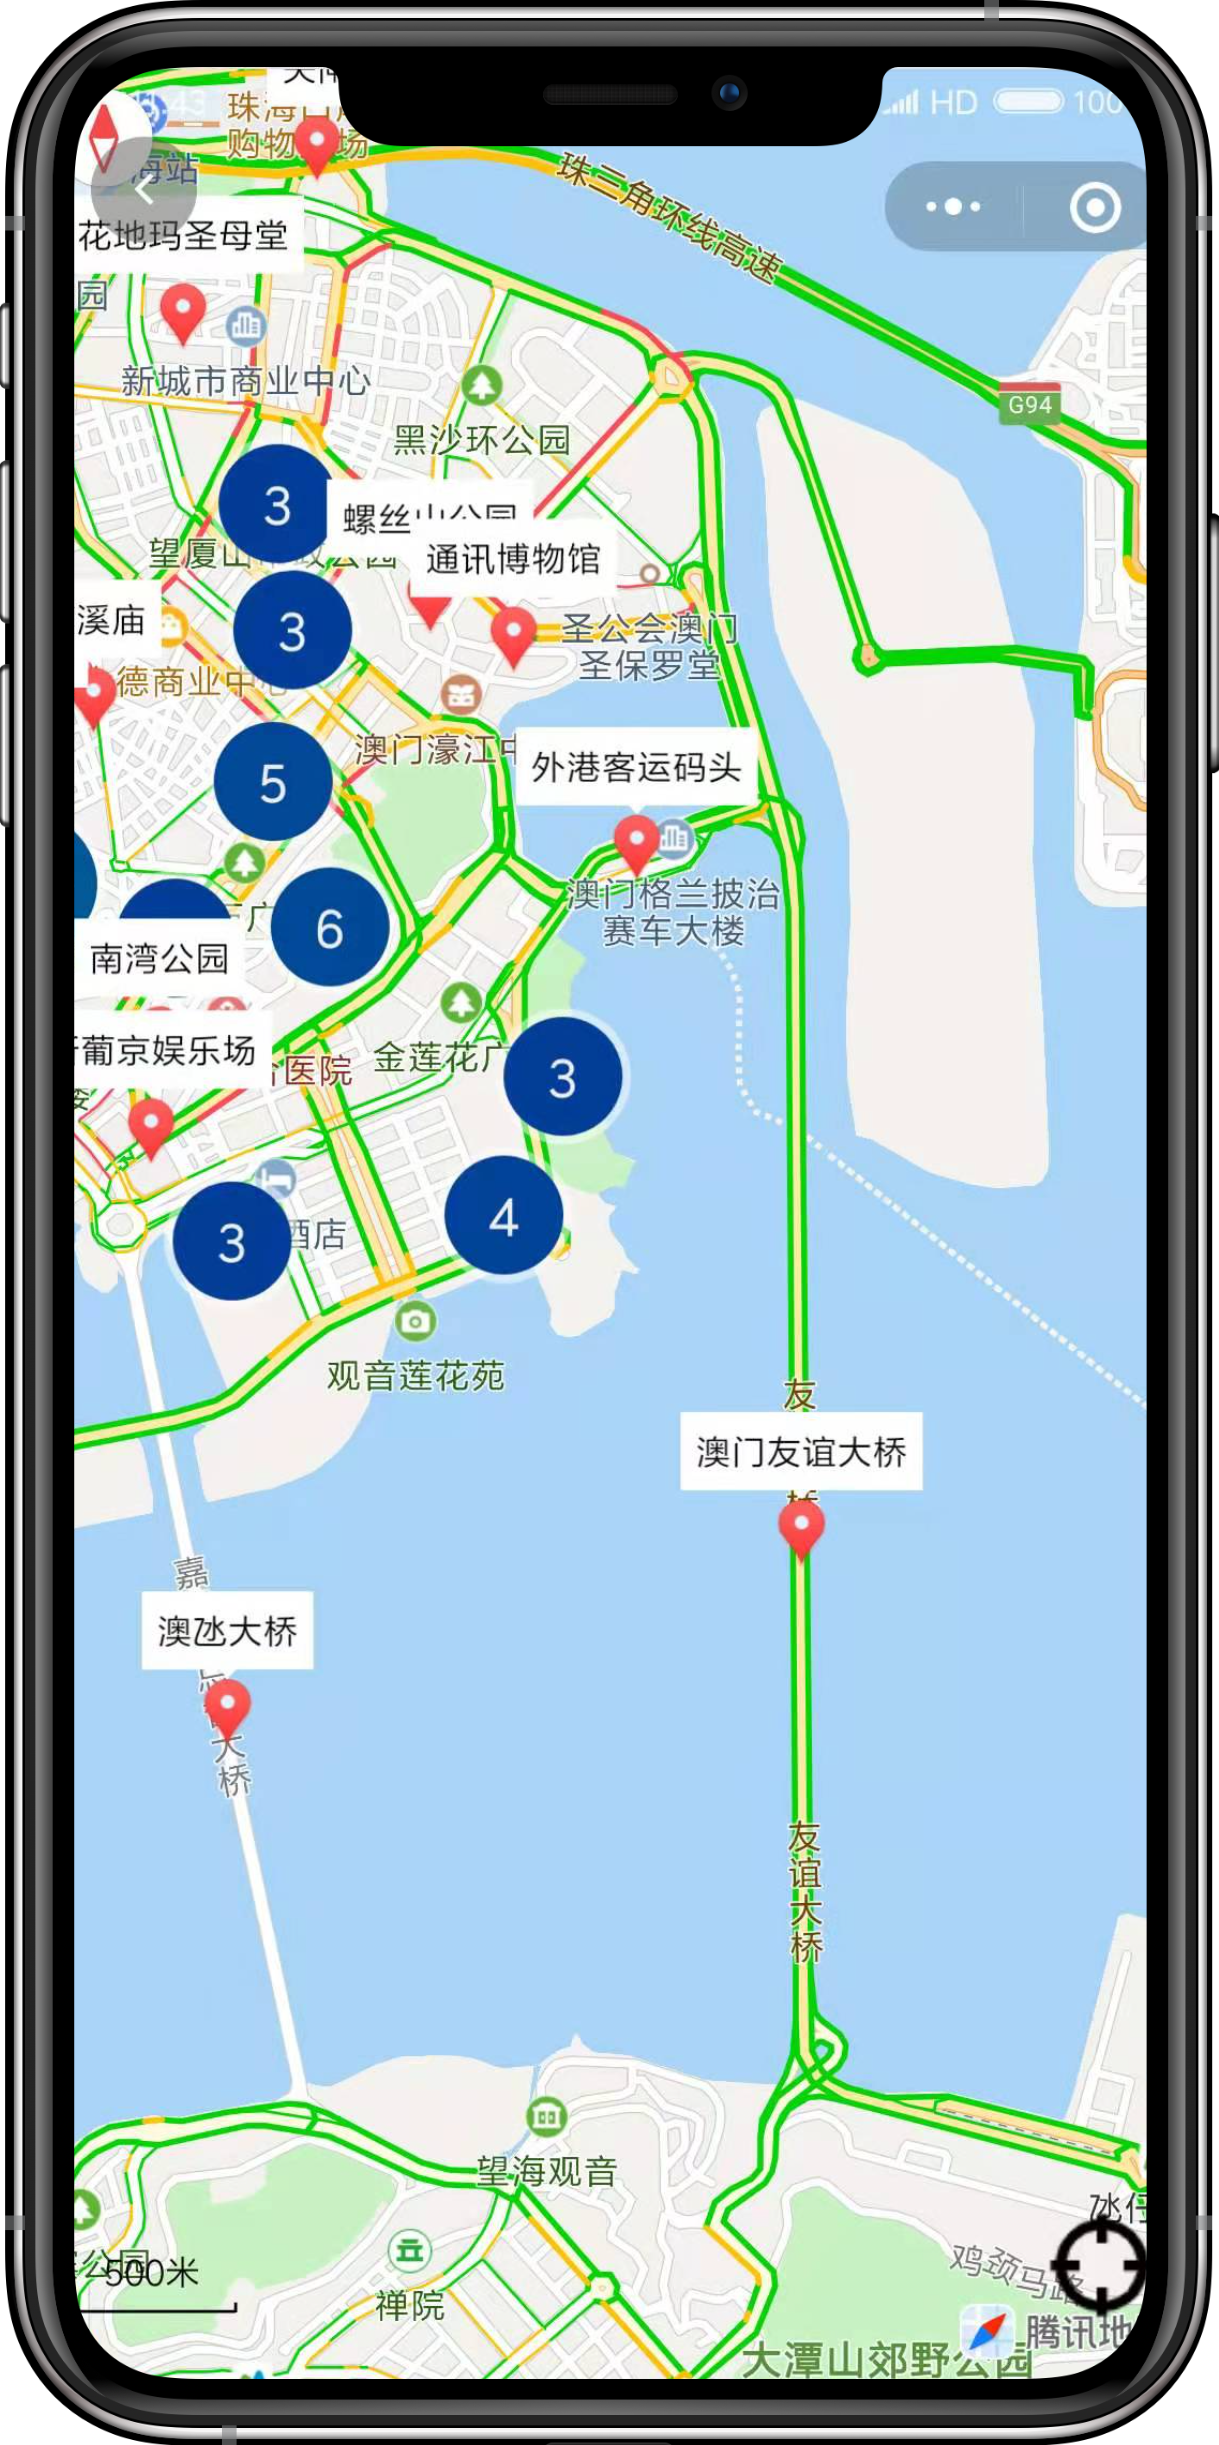 HD
100
珠海口岸
购物广场
海站
珠三角环线高速
花地玛圣母堂
园
新城市商业中心
G94
黑沙环公园
3
螺丝山公园
通讯博物馆
3
溪庙
圣公会澳门
圣保罗堂
德商业中心
澳门濠江中
外港客运码头
5
澳门格兰披治
赛车大楼
6
南湾公园
葡京娱乐场
医院
金莲花广
3
4
3
酒店
观音莲花苑
友
澳门友谊大桥
嘉
澳氹大桥
大桥
友谊大桥
望海观音
氹仔
公园
500米
禅院
鸡颈马路
腾讯地
大潭山郊野公园